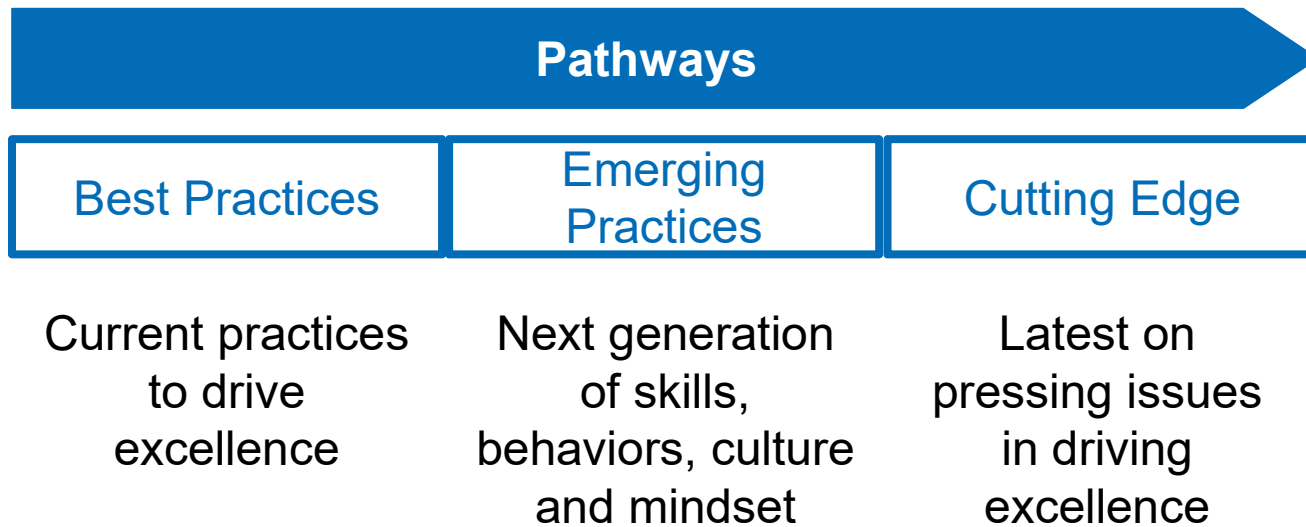 Pathways
Best Practices
Emerging
Practices
Cutting Edge
Current practices
to drive
excellence
Next generation
of skills,
behaviors, culture
and mindset
Latest on
pressing issues
in driving
excellence